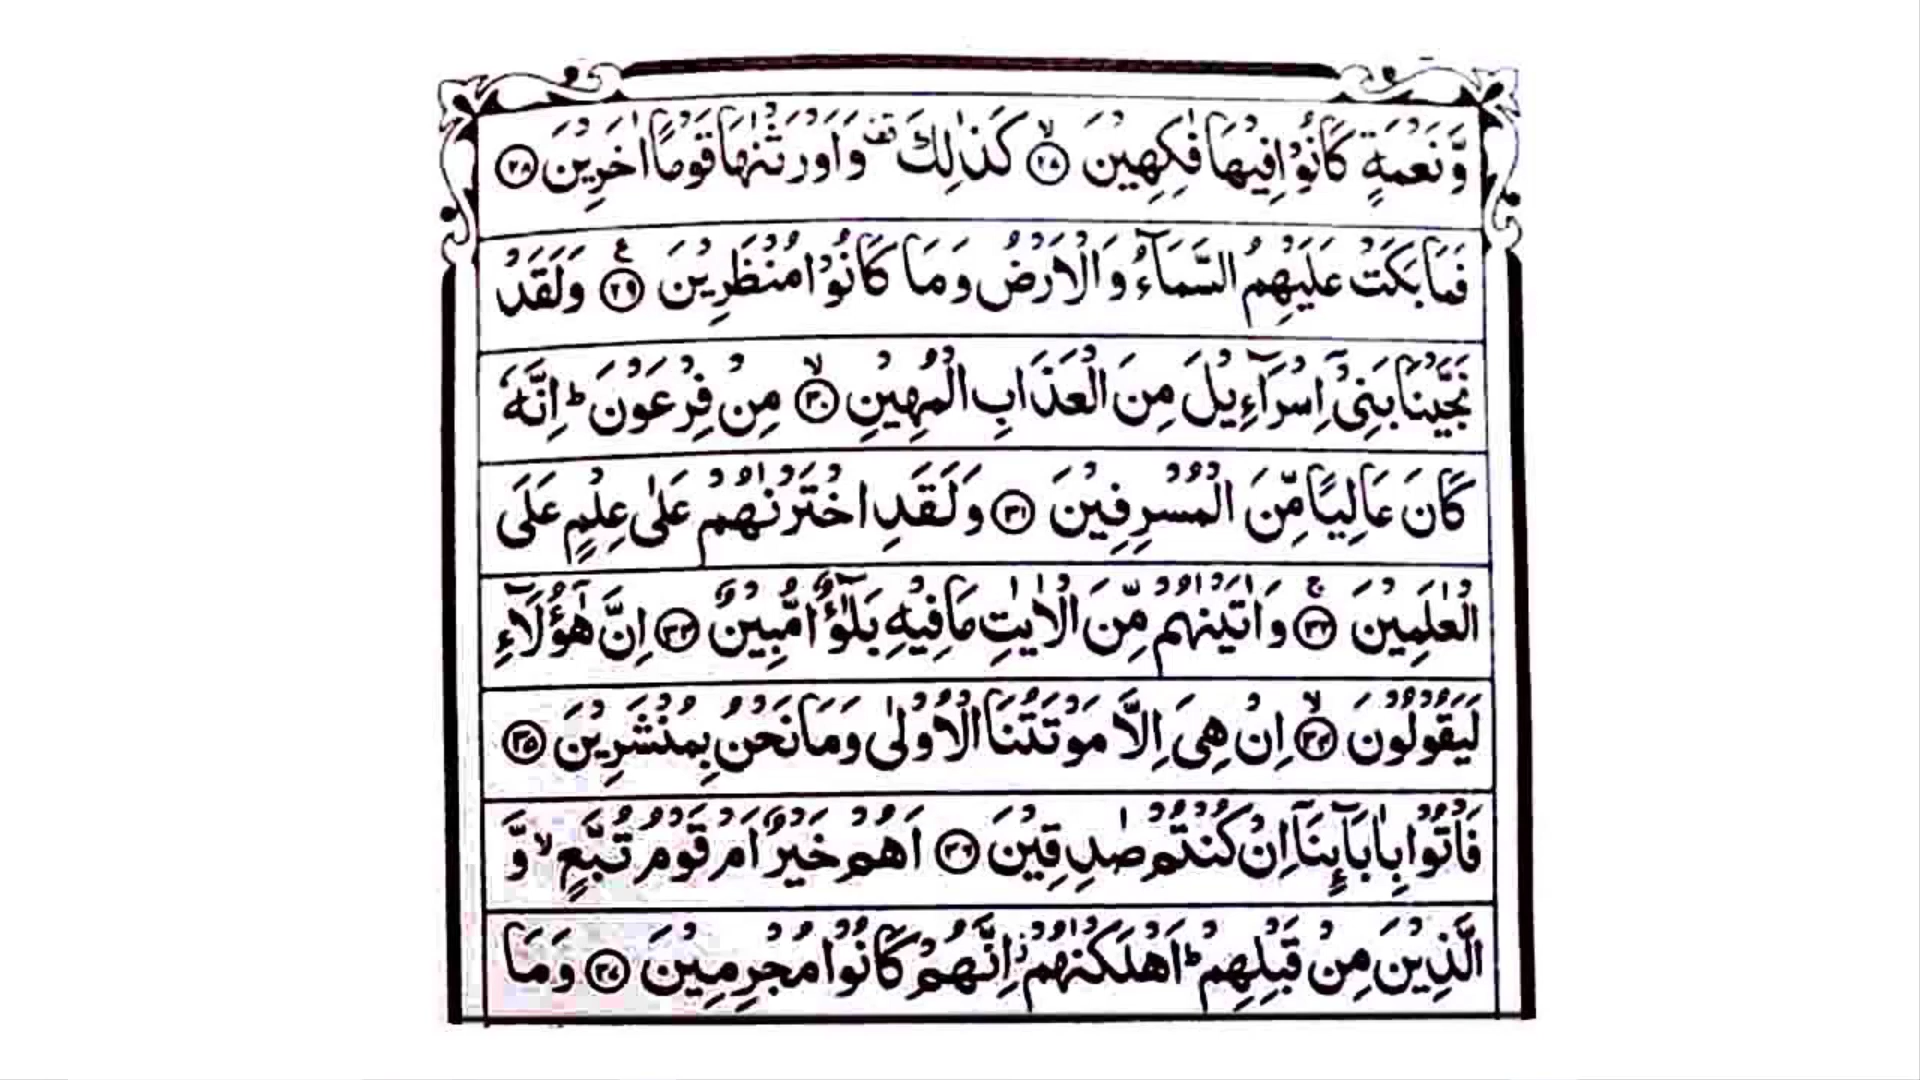 وَّنَعْمَةٍ كَانُوْا فِيْهَا فٰكِهِيْنَ ۙ﴿۲۸﴾ كَذٰلِكَ ۫ وَاَوْرَثْنٰهَا قَوْمًا اٰخَرِيْنَ ﴿۲۸﴾
فَمَا بَكَتْ عَلَيْهِمُ السَّمَآءُ وَالْاَرْضُ وَمَا كَانُوْا مُنْظَرِيْنَ ﴿۲۹﴾ۧ وَلَقَدْ
نَجَّيْنَا بَنِيْٓ اِسْرَآءِيْلَ مِنَ الْعَذَابِ الْمُهِيْنِ ۙ﴿۳۰﴾ مِنْ فِرْعَوْنَ ؕ اِنَّهٗ
كَانَ عَالِيًا مِّنَ الْمُسْرِفِيْنَ ﴿۳۱﴾ وَلَقَدِ اخْتَرْنٰهُمْ عَلٰى عِلْمٍ عَلَى
الْعٰلَمِيْنَ ۚ﴿۳۲﴾ وَاٰتَيْنٰهُمْ مِّنَ الْاٰيٰتِ مَا فِيْهِ بَلٰٓؤٌا مُّبِيْنٌ ﴿۳۳﴾ اِنَّ هٰٓؤُلَآءِ
لَيَقُوْلُوْنَ ۙ﴿۳۴﴾ اِنْ هِىَ اِلَّا مَوْتَتُنَا الْاُوْلٰى وَمَا نَحْنُ بِمُنْشَرِيْنَ ﴿۳۵﴾
فَاْتُوْا بِاٰبَآئِنَاۤ اِنْ كُنْتُمْ صٰدِقِيْنَ ﴿۳۶﴾ اَهُمْ خَيْرٌ اَمْ قَوْمُ تُبَّعٍ ۙ وَّ
الَّذِيْنَ مِنْ قَبْلِهِمْ ؕ اَهْلَكْنٰهُمْ ۫ اِنَّهُمْ كَانُوْا مُجْرِمِيْنَ ﴿۳۷﴾ وَمَا